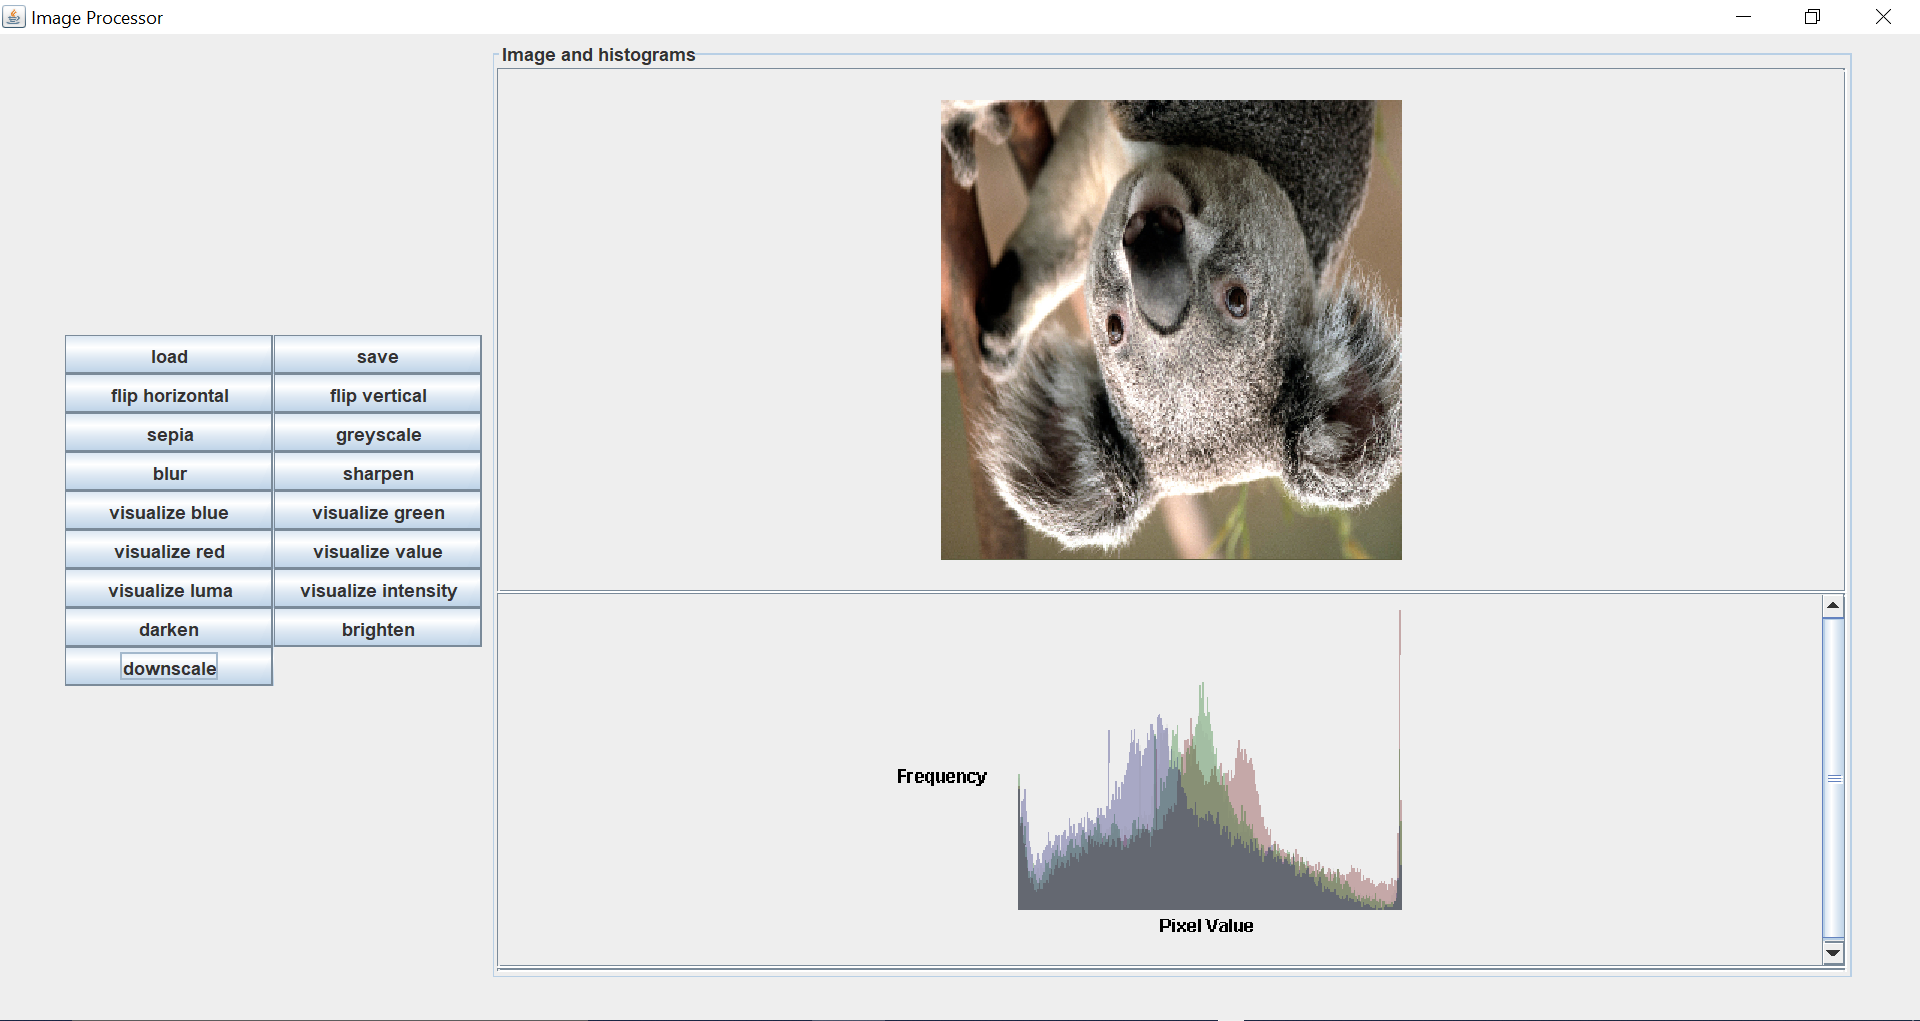 Image Processor
Image and histograms
load
save
flip horizontal
flip vertical
sepia
greyscale
blur
sharpen
visualize blue
visualize green
visualize red
visualize value
visualize luma
visualize intensity
darken
brighten
downscale
Frequency
Pixel Value